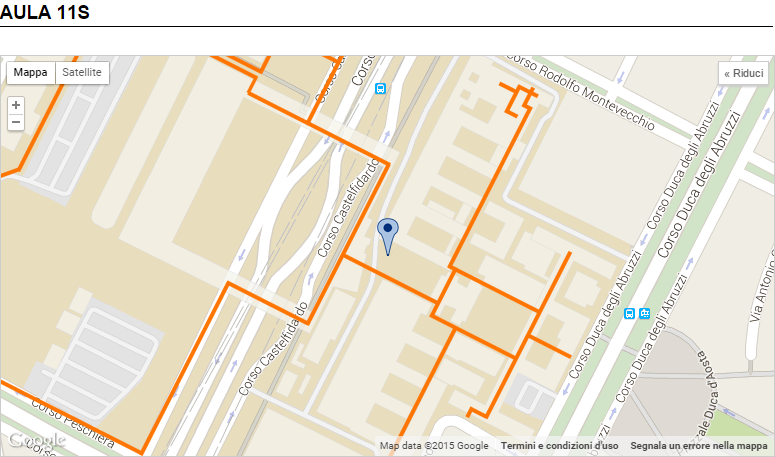 AULA 11S
Mappa
Satellite
« Riduci
+
−
Corso
Corso Rodolfo Montevecchio
Corso Duca degli Abruzzi
Corso Duca degli Abruzzi
Corso Castelfidardo
Corso Castelfidardo
Corso Duca degli Abruzzi
Corso Duca degli Abruzzi
Via Antonio
Corso Peschiera
Piazzale Duca d'Aosta
Google
Map data ©2015 Google
Termini e condizioni d'uso
Segnala un errore nella mappa